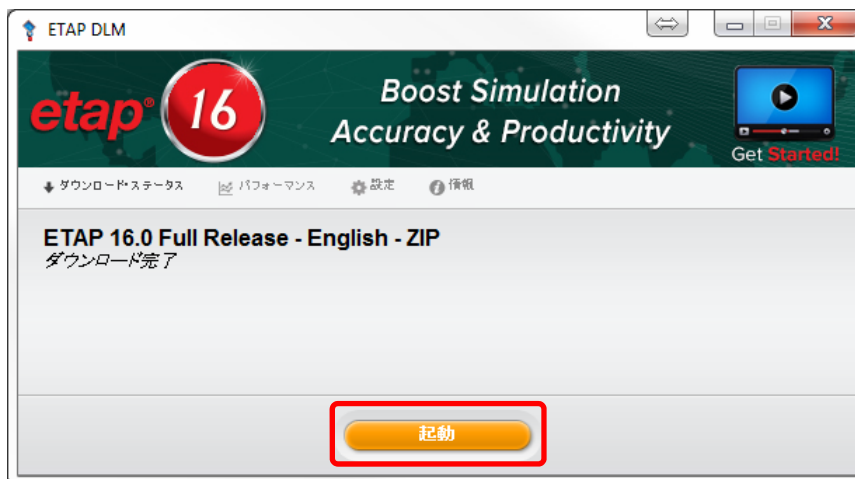 ETAP DLM
etap® 16
Boost Simulation
Accuracy & Productivity
Get Started!
ダウンロード・ステータス パフォーマンス 設定 情報
ETAP 16.0 Full Release - English - ZIP
ダウンロード完了
起動